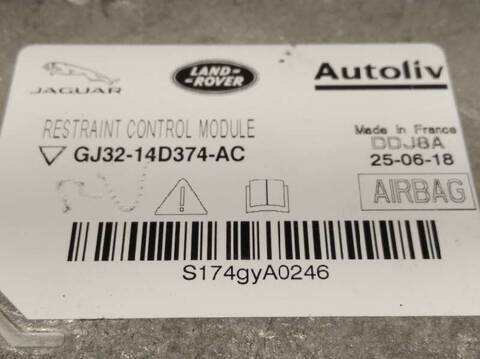 JAGUAR
LAND ROVER
Autoliv
RESTRAINT CONTROL MODULE
GJ32-14D374-AC
Made in France
DDJ8A
25-06-18
AIRBAG
S174gyA0246